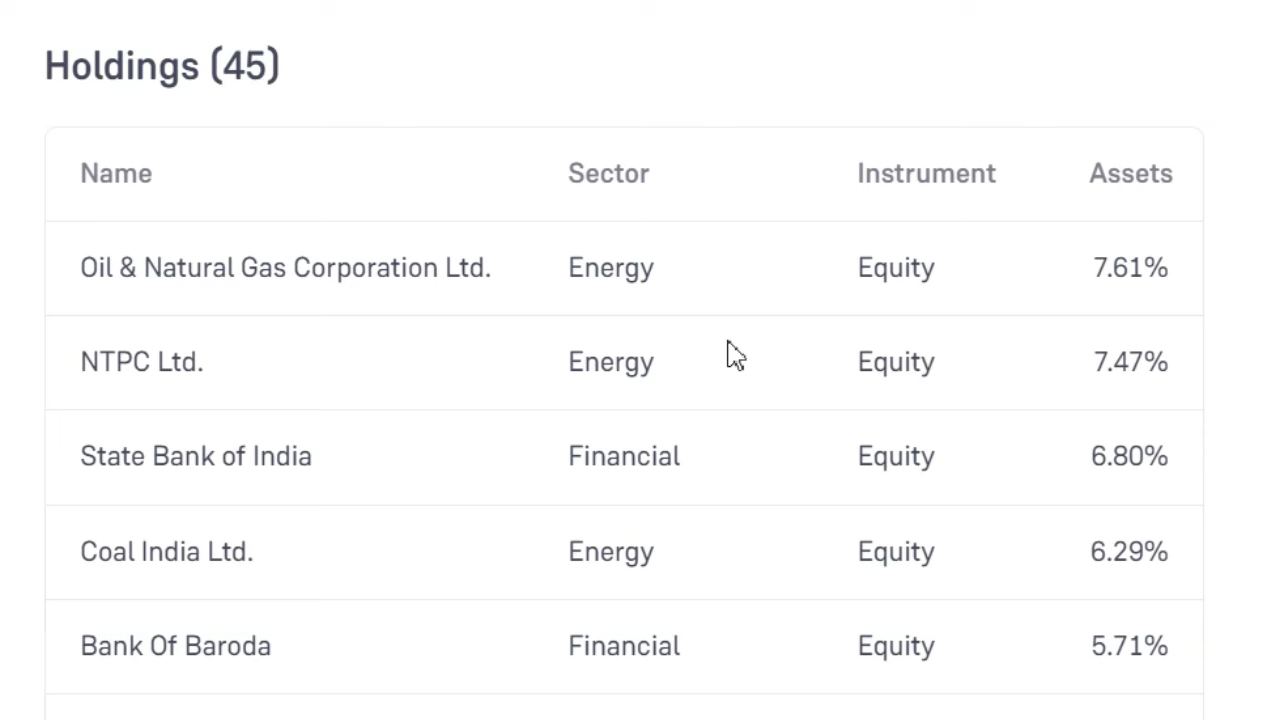 Holdings (45)
Name Sector Instrument Assets
Oil & Natural Gas Corporation Ltd. Energy Equity 7.61%
NTPC Ltd. Energy Equity 7.47%
State Bank of India Financial Equity 6.80%
Coal India Ltd. Energy Equity 6.29%
Bank Of Baroda Financial Equity 5.71%